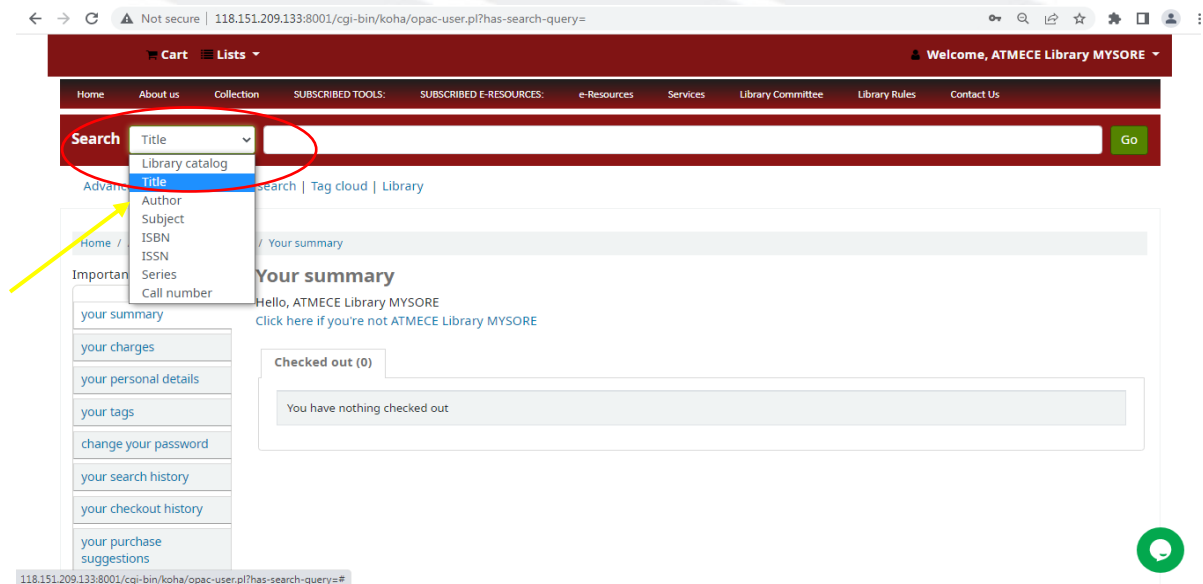 Not secure | 118.151.209.133:8001/cgi-bin/koha/opac-user.pl?has-search-query=
Cart Lists Welcome, ATMECE Library MYSORE
Home About us Collection SUBSCRIBED TOOLS: SUBSCRIBED E-RESOURCES: e-Resources Services Library Committee Library Rules Contact Us
Search Title Go
Library catalog
Title
Author
Subject
ISBN
ISSN
Series
Call number
Advanc search | Tag cloud | Library
Home / / Your summary
Importan
your summary
your charges
your personal details
your tags
change your password
your search history
your checkout history
your purchase
suggestions
Your summary
Hello, ATMECE Library MYSORE
Click here if you're not ATMECE Library MYSORE
Checked out (0)
You have nothing checked out
118.151.209.133:8001/cgi-bin/koha/opac-user.pl?has-search-query=#